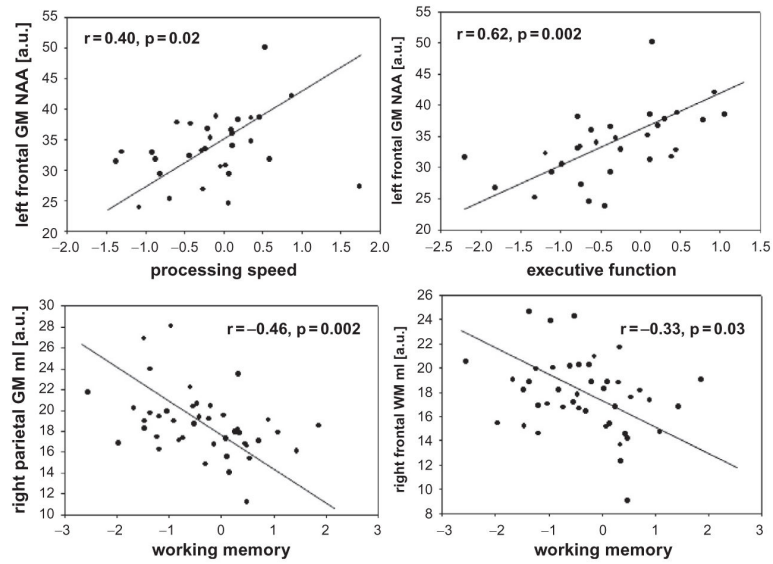 r = 0.40, p = 0.02
left frontal GM NAA [a.u.]
55
50
45
40
35
30
25
20
−2.0 −1.5 −1.0 −0.5 0.0 0.5 1.0 1.5 2.0
processing speed
r = 0.62, p = 0.002
left frontal GM NAA [a.u.]
55
50
45
40
35
30
25
20
−2.5 −2.0 −1.5 −1.0 −0.5 0.0 0.5 1.0 1.5
executive function
r = −0.46, p = 0.002
right parietal GM ml [a.u.]
30
28
26
24
22
20
18
16
14
12
10
−3 −2 −1 0 1 2 3
working memory
r = −0.33, p = 0.03
right frontal WM ml [a.u.]
26
24
22
20
18
16
14
12
10
8
−3 −2 −1 0 1 2 3
working memory